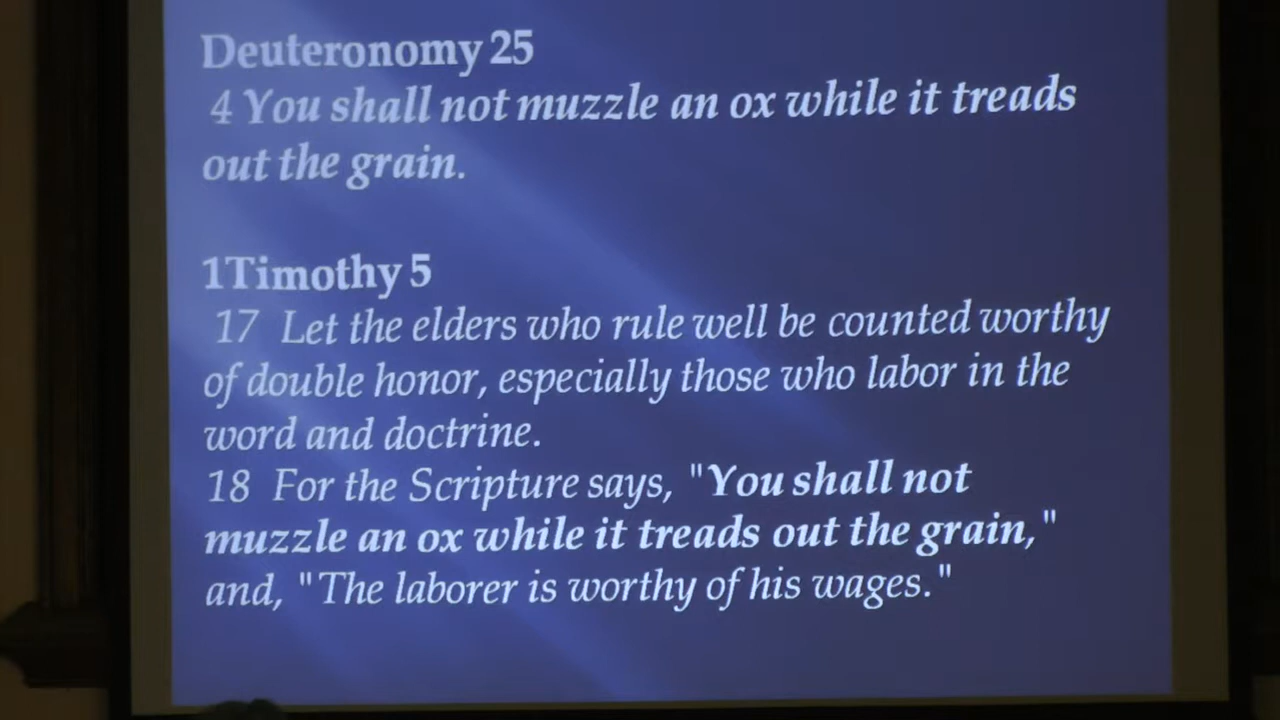 Deuteronomy 25
4 You shall not muzzle an ox while it treads
out the grain.
1Timothy 5
17 Let the elders who rule well be counted worthy
of double honor, especially those who labor in the
word and doctrine.
18 For the Scripture says, "You shall not
muzzle an ox while it treads out the grain,"
and, "The laborer is worthy of his wages."